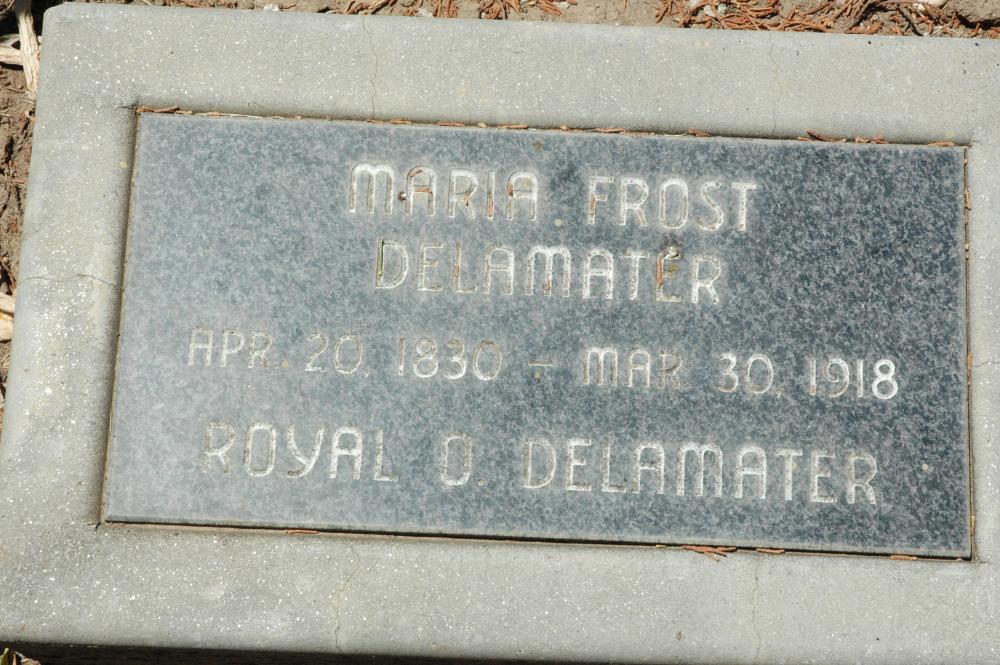 MARIA FROST
DELAMATER
APR. 20, 1830 - MAR. 30, 1918
ROYAL O. DELAMATER